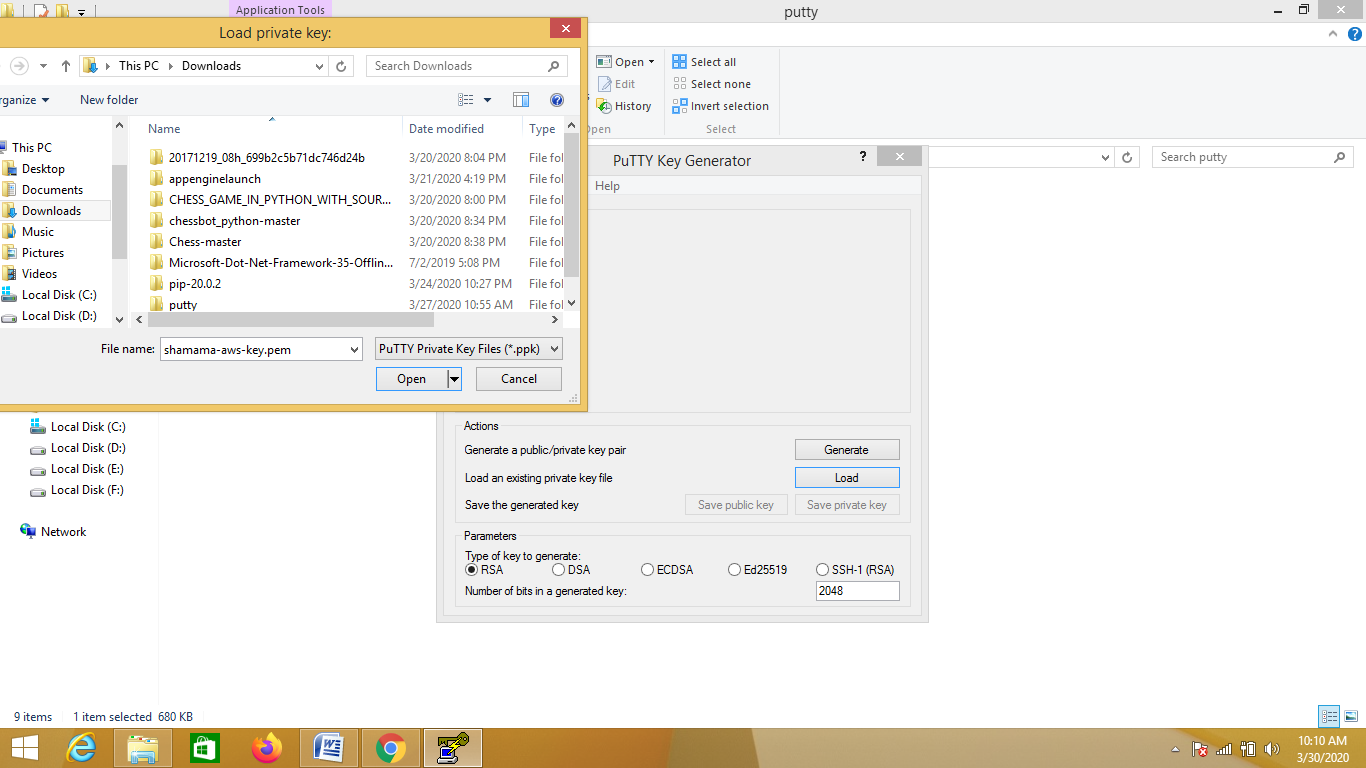 Application Tools
putty
Load private key:
This PC
Downloads
Search Downloads
rganize
New folder
Name
Date modified
Type
This PC
Desktop
Documents
Downloads
Music
Pictures
Videos
Local Disk (C:)
Local Disk (D:)
20171219_08h_699b2c5b71dc746d24b 3/20/2020 8:04 PM File fol
appenginelaunch 3/21/2020 4:19 PM File fol
CHESS_GAME_IN_PYTHON_WITH_SOUR... 3/20/2020 8:00 PM File fol
chessbot_python-master 3/20/2020 8:34 PM File fol
Chess-master 3/20/2020 8:38 PM File fol
Microsoft-Dot-Net-Framework-35-Offlin... 7/2/2019 5:08 PM File fol
pip-20.0.2 3/24/2020 10:27 PM File fol
putty 3/27/2020 10:55 AM File fol
File name: shamama-aws-key.pem PuTTY Private Key Files (*.ppk)
Open Cancel
Open Select all
Edit Select none
History Invert selection
pen Select
Search putty
PuTTY Key Generator
?
Help
Actions
Generate a public/private key pair Generate
Load an existing private key file Load
Save the generated key Save public key Save private key
Parameters
Type of key to generate:
RSA DSA ECDSA Ed25519 SSH-1 (RSA)
Number of bits in a generated key: 2048
Local Disk (C:)
Local Disk (D:)
Local Disk (E:)
Local Disk (F:)
Network
9 items 1 item selected 680 KB
10:10 AM
3/30/2020